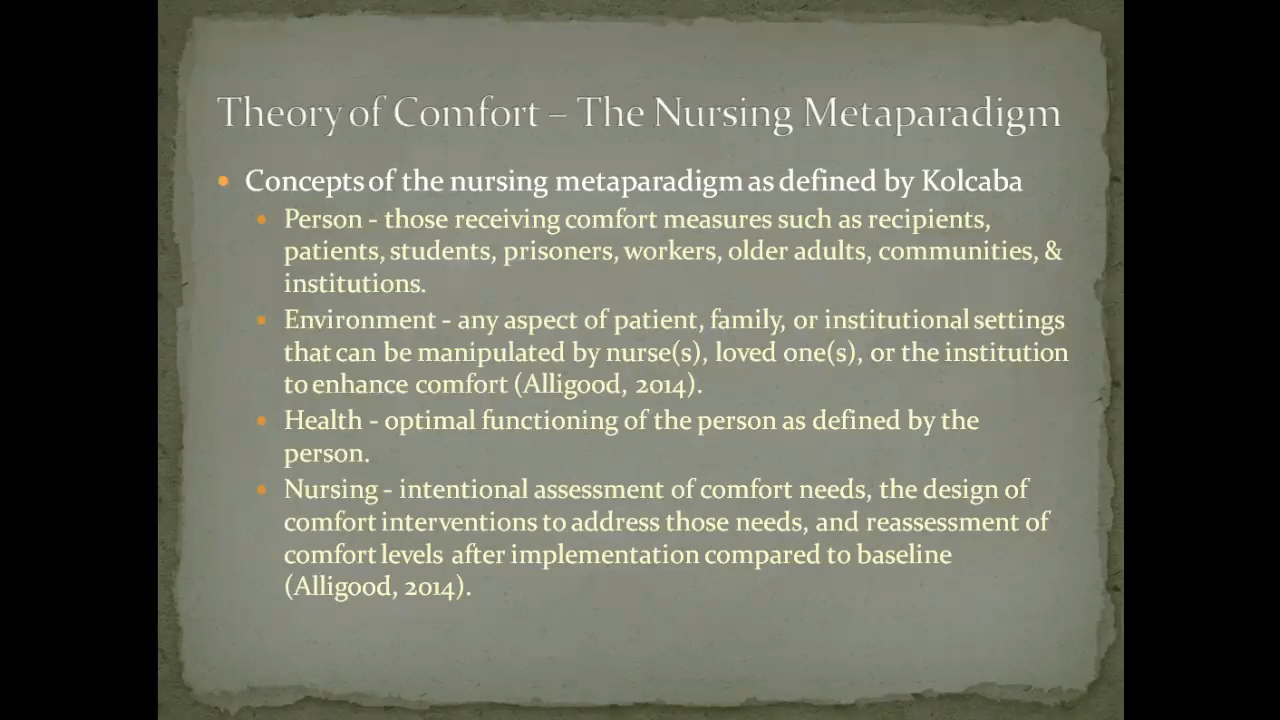 Theory of Comfort – The Nursing Metaparadigm
Concepts of the nursing metaparadigm as defined by Kolcaba
Person - those receiving comfort measures such as recipients,
patients, students, prisoners, workers, older adults, communities, &
institutions.
Environment - any aspect of patient, family, or institutional settings
that can be manipulated by nurse(s), loved one(s), or the institution
to enhance comfort (Alligood, 2014).
Health - optimal functioning of the person as defined by the
person.
Nursing - intentional assessment of comfort needs, the design of
comfort interventions to address those needs, and reassessment of
comfort levels after implementation compared to baseline
(Alligood, 2014).